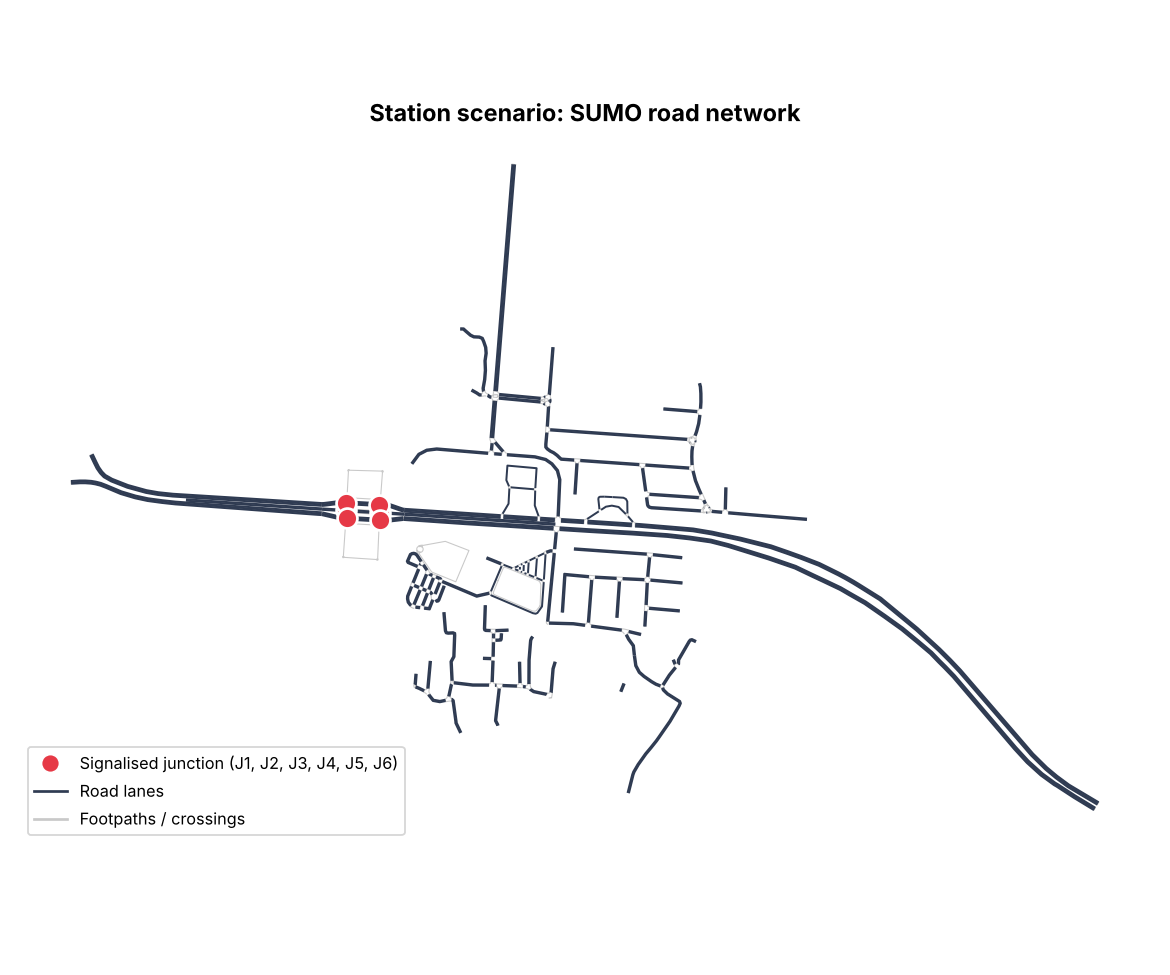 Station scenario: SUMO road network
Signalised junction (J1, J2, J3, J4, J5, J6)
Road lanes
Footpaths / crossings